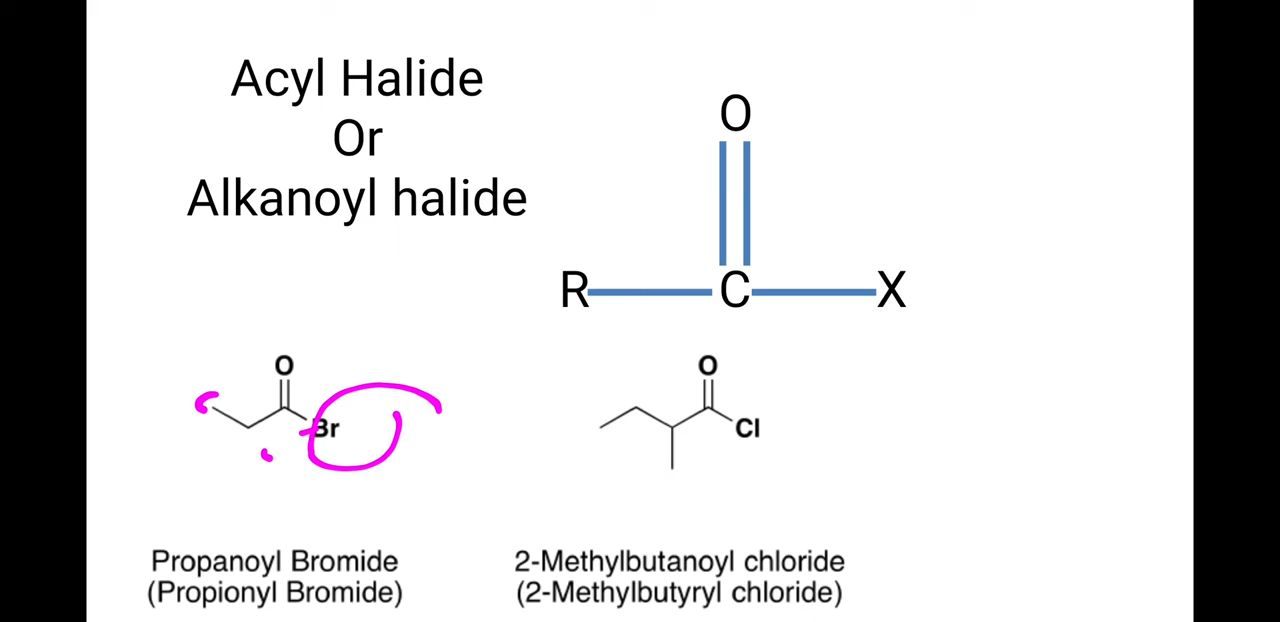 Acyl Halide
Or
Alkanoyl halide
O
R C X
O
Br
O
Cl
Propanoyl Bromide
(Propionyl Bromide)
2-Methylbutanoyl chloride
(2-Methylbutyryl chloride)